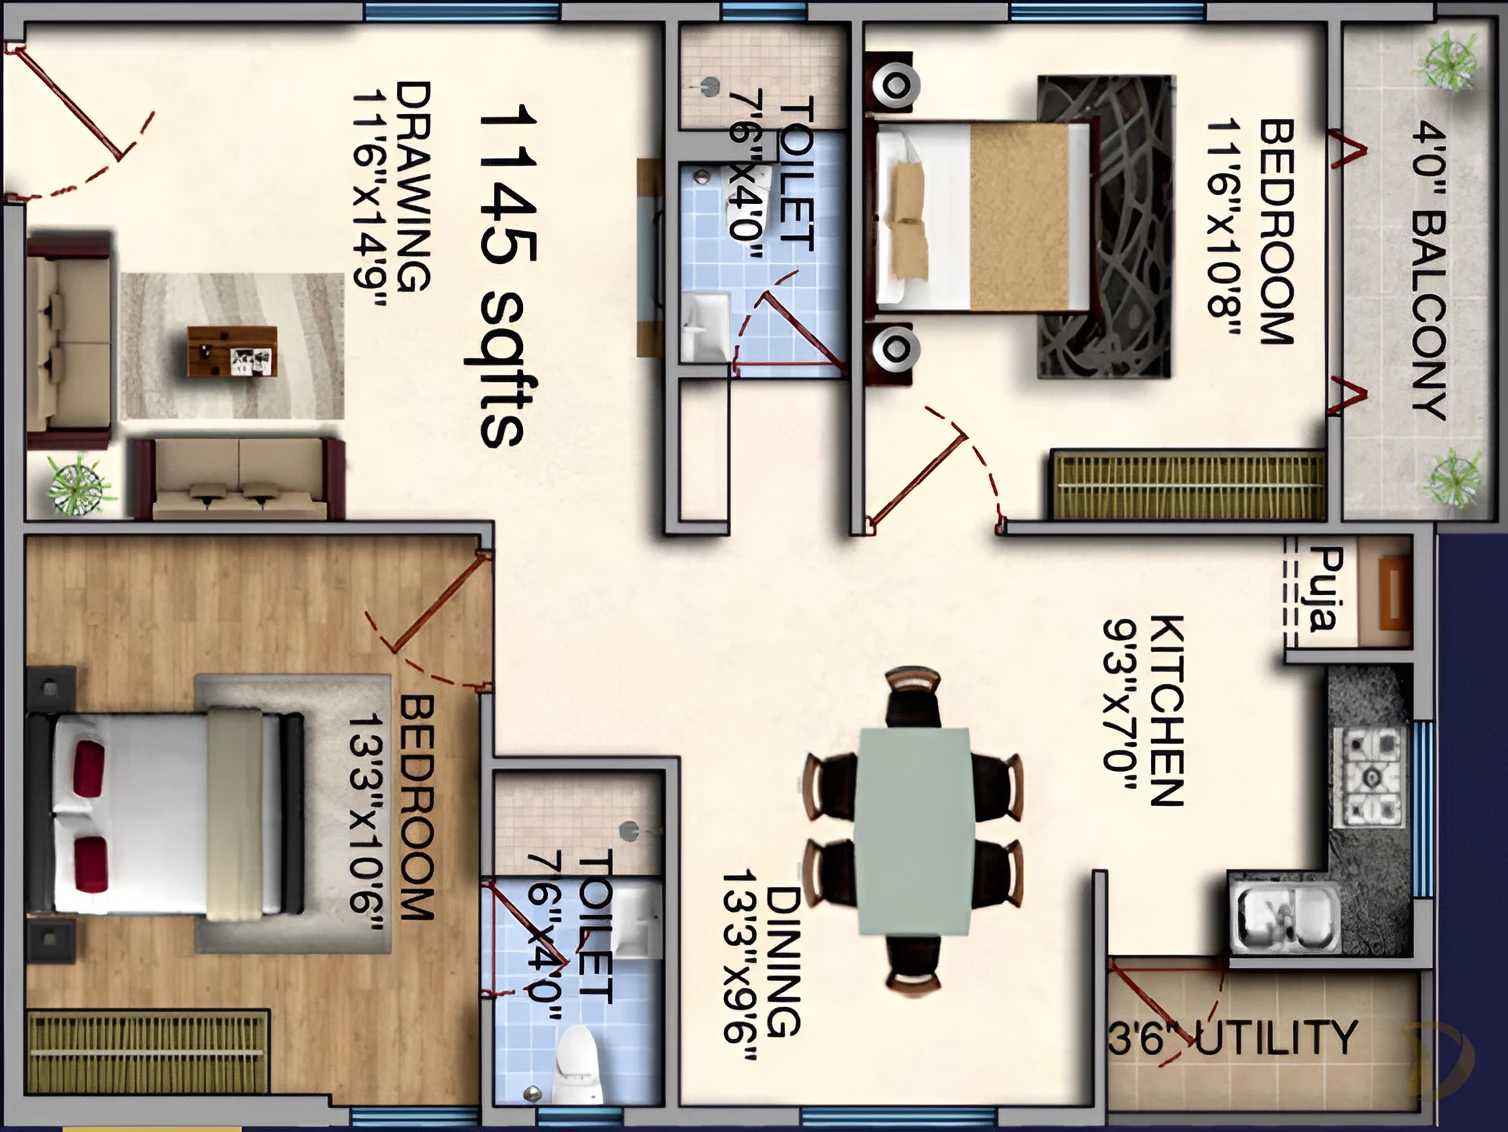 DRAWING
11'6"x14'9"
1145 sqfts
TOILET
7'6"x4'0"
BEDROOM
11'6"x10'8"
4'0" BALCONY
BEDROOM
13'3"x10'6"
TOILET
7'6"x4'0"
DINING
13'3"x9'6"
KITCHEN
9'3"x7'0"
Puja
3'6" UTILITY